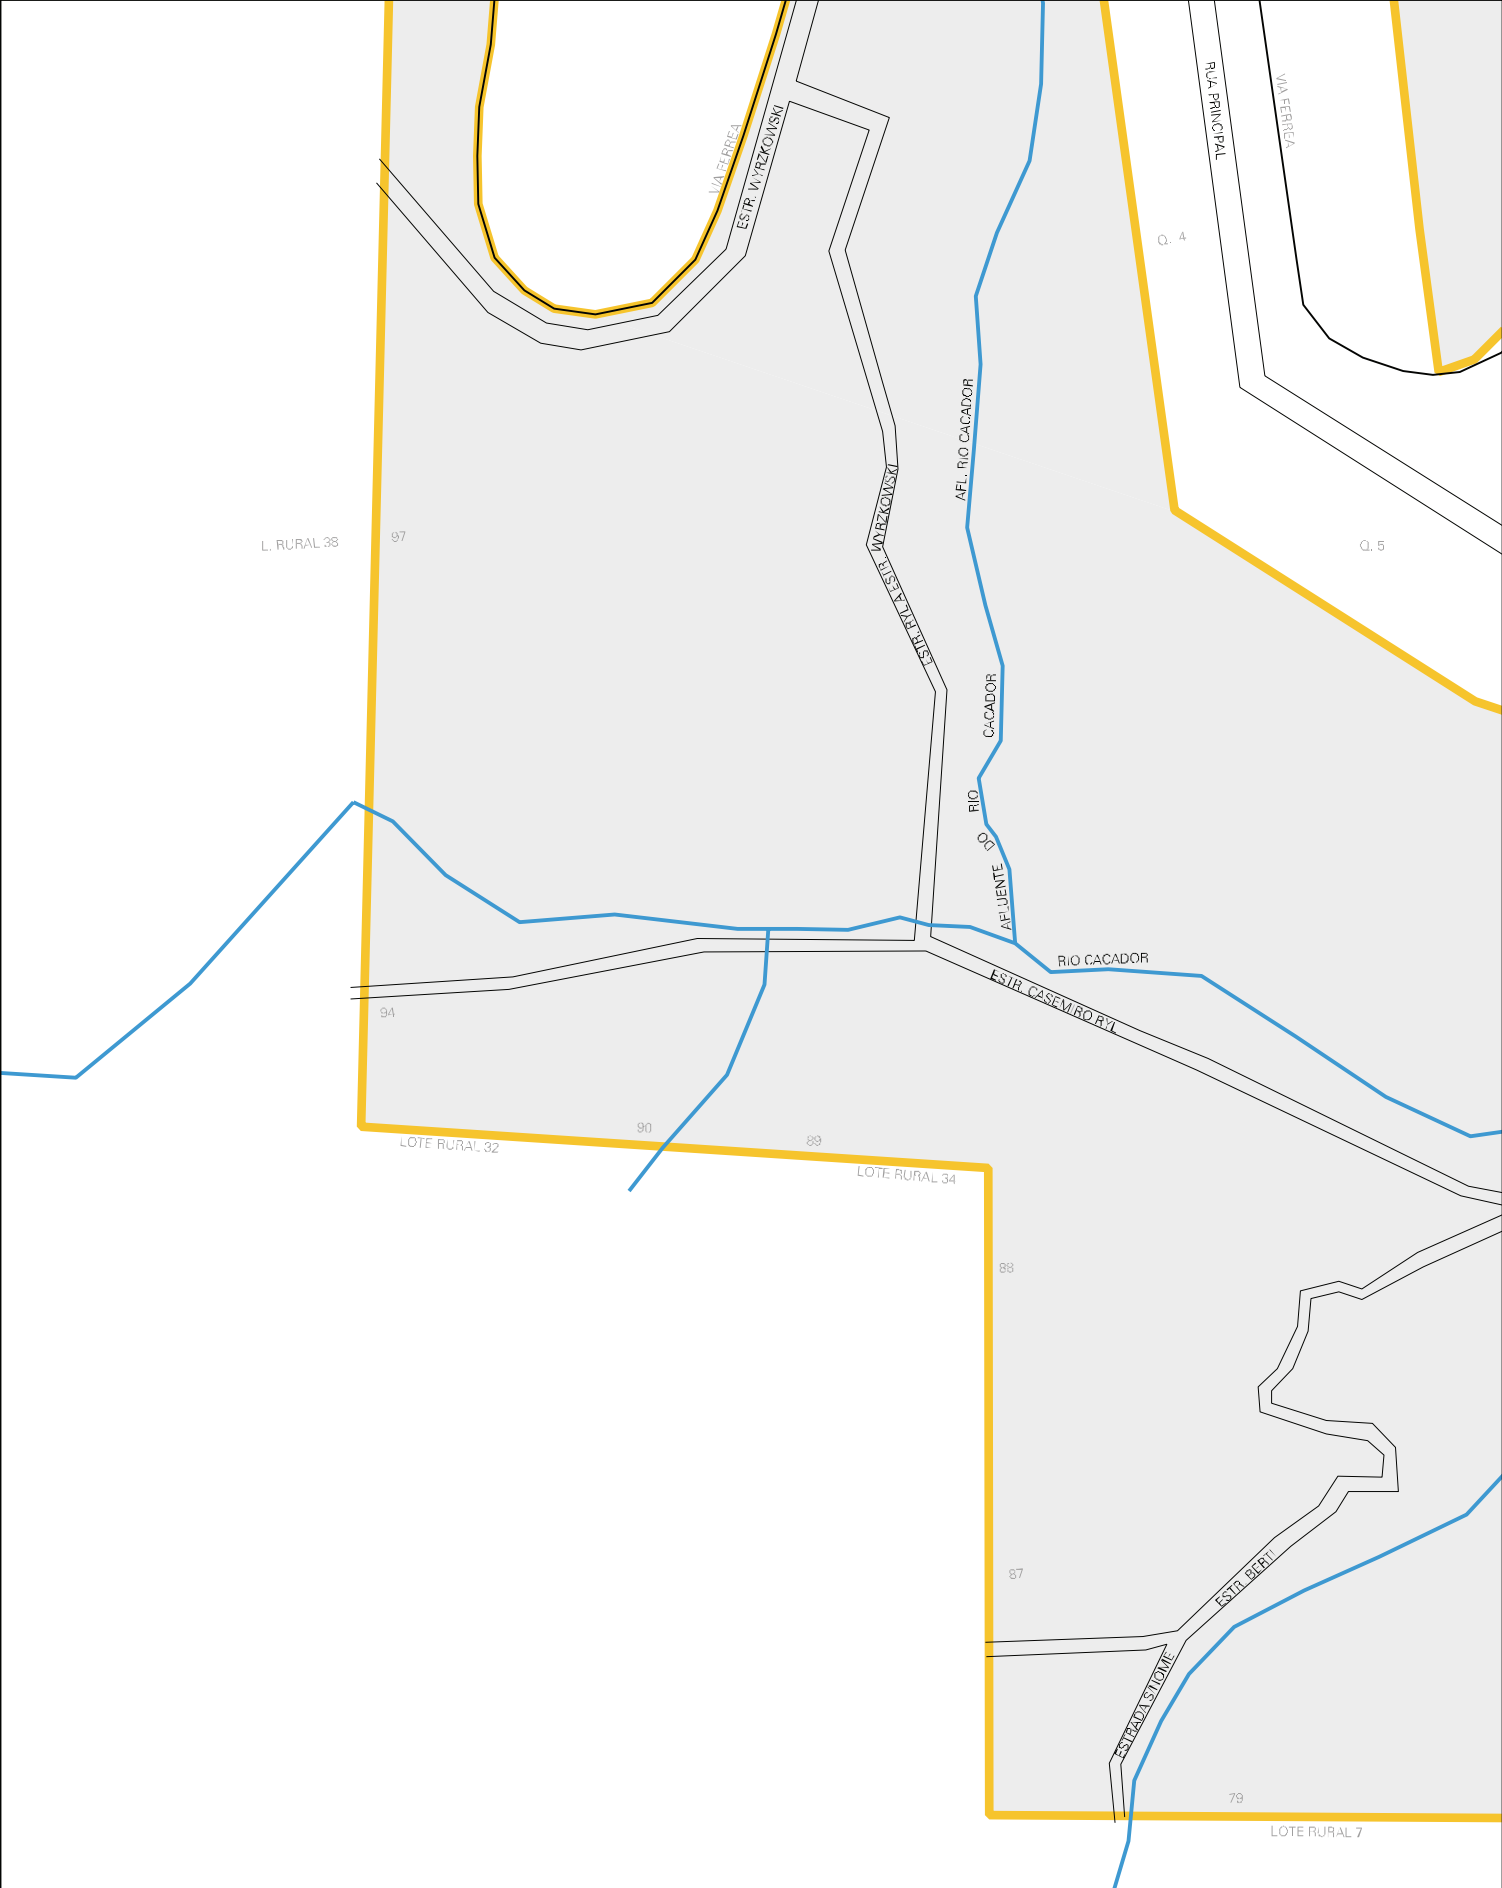 RUA PRINCIPAL
VIA FERREA
VIA FERREA
ESTR. WYRZKOWSKI
Q. 4
AFL. RIO CACADOR
L. RURAL 38
97
Q. 5
ESTR. RYL A ESTR. WYRZKOWSKI
AFLUENTE DO RIO CACADOR
RIO CACADOR
ESTR. CASEMIRO RYL
94
90
89
LOTE RURAL 32
LOTE RURAL 34
88
87
ESTR. BERTI
ESTRADA S/NOME
79
LOTE RURAL 7